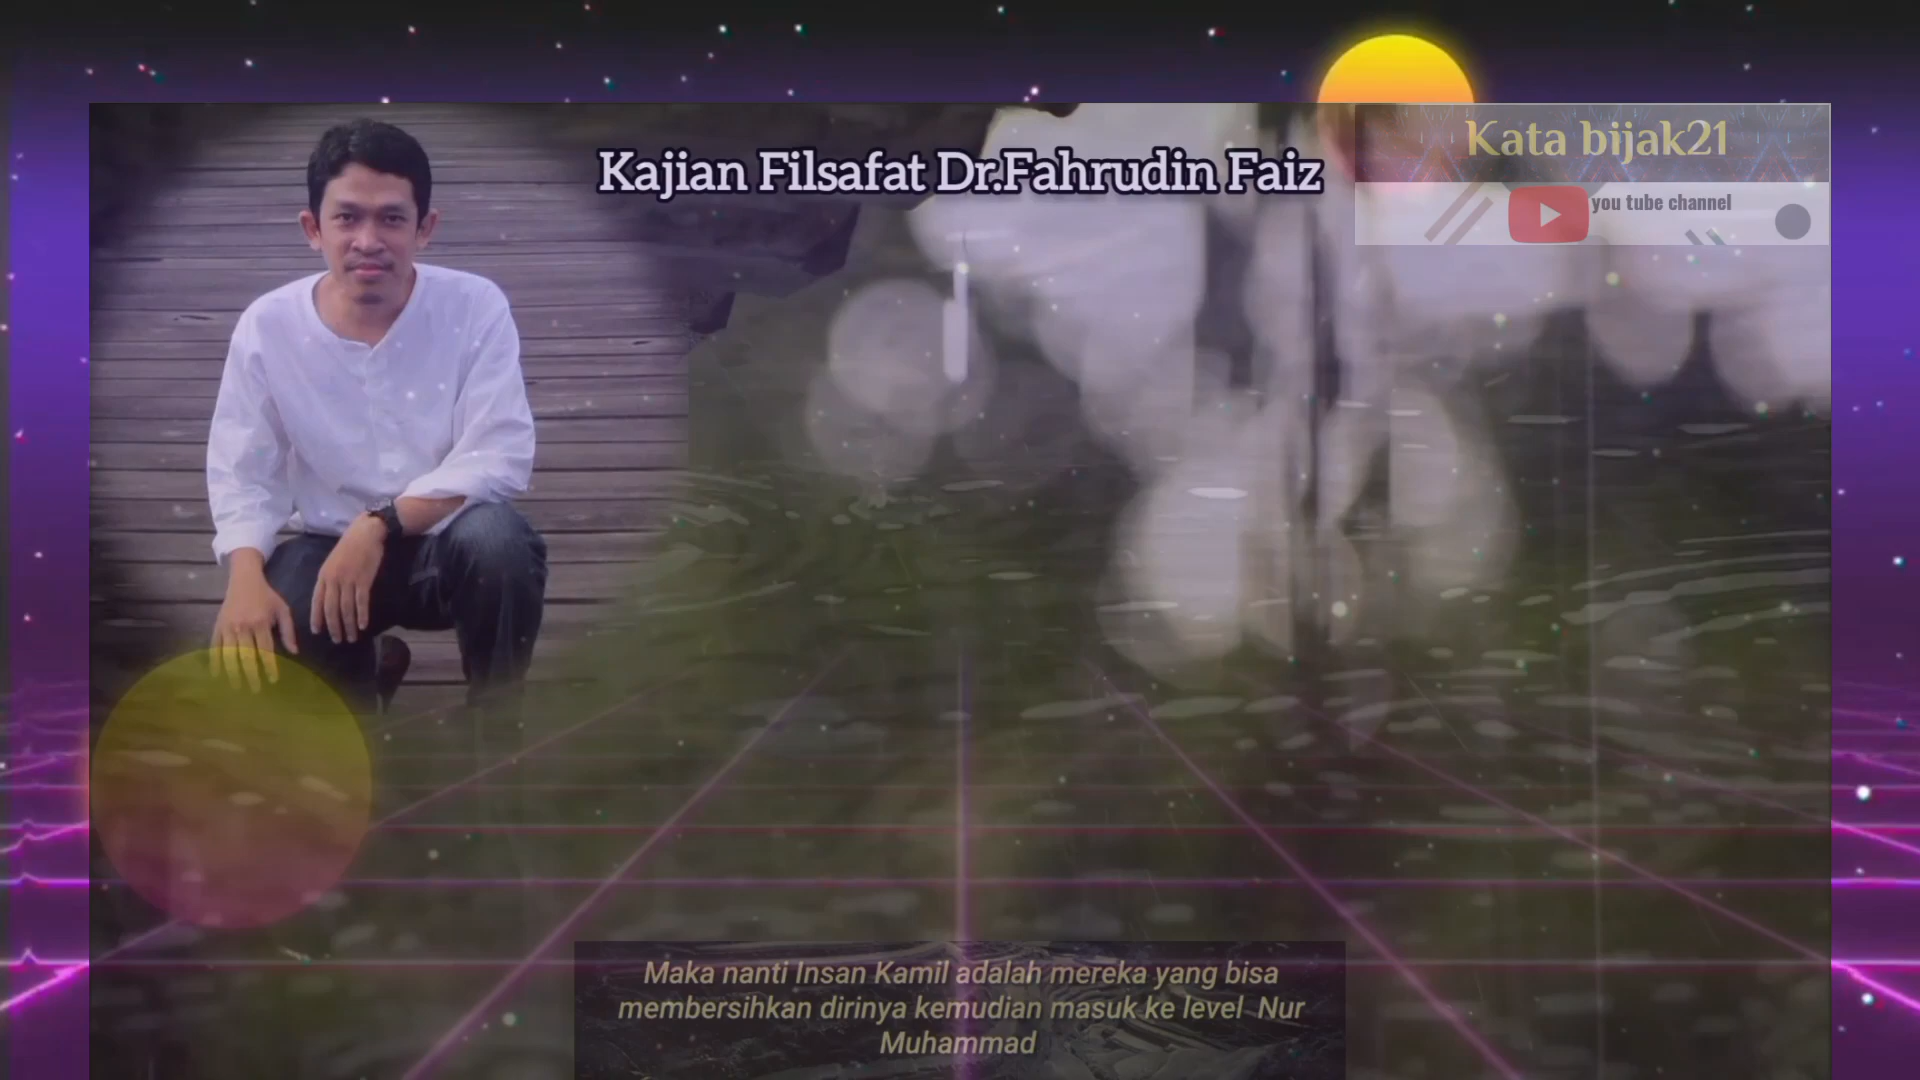 Kajian Filsafat Dr.Fahrudin Faiz
Kata bijak21
you tube channel
Maka nanti Insan Kamil adalah mereka yang bisa
membersihkan dirinya kemudian masuk ke level Nur
Muhammad